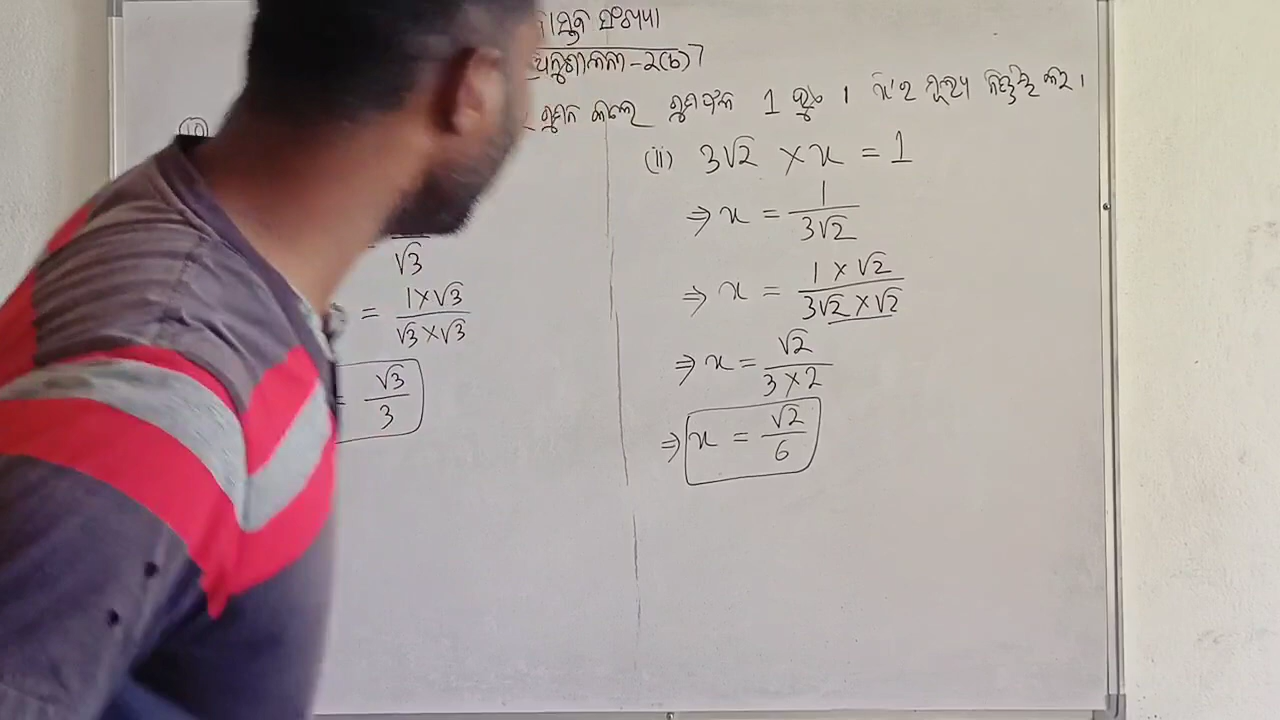 ବାସ୍ତବ ସଂଖ୍ୟା
ଅନୁଶୀଳନୀ - 2(b)
ଗୁଣନ କଲେ ଗୁଣଫଳ 1 ହୁଏ । x'ର ମୂଲ୍ୟ ନିର୍ଣ୍ଣୟ କର ।
√3
= 1×√3 / √3×√3
= √3 / 3
(ii) 3√2 × x = 1
⇒ x = 1 / 3√2
⇒ x = 1 × √2 / 3√2 × √2
⇒ x = √2 / 3 × 2
⇒ x = √2 / 6